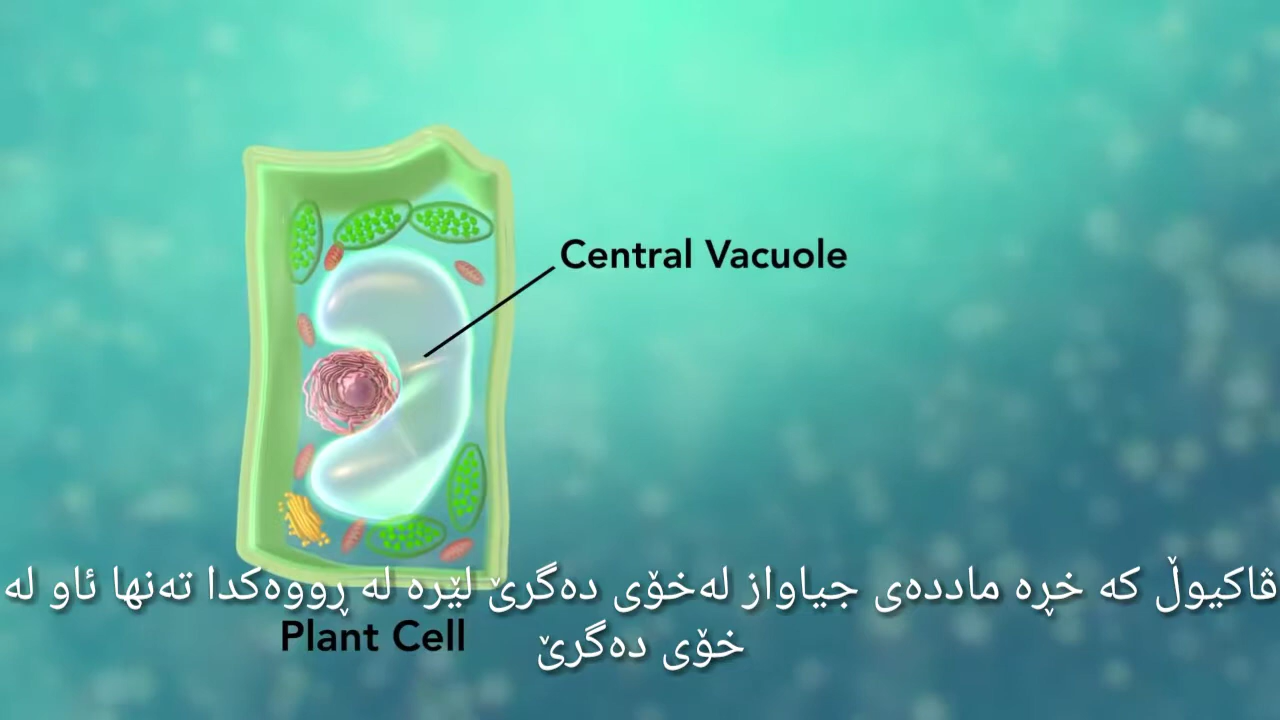 Central Vacuole
ڤاکیوڵ کە خڕە ماددەی جیاواز لەخۆی دەگرێ لێرە لە ڕووەکدا تەنها ئاو لە
خۆی دەگرێ
Plant Cell